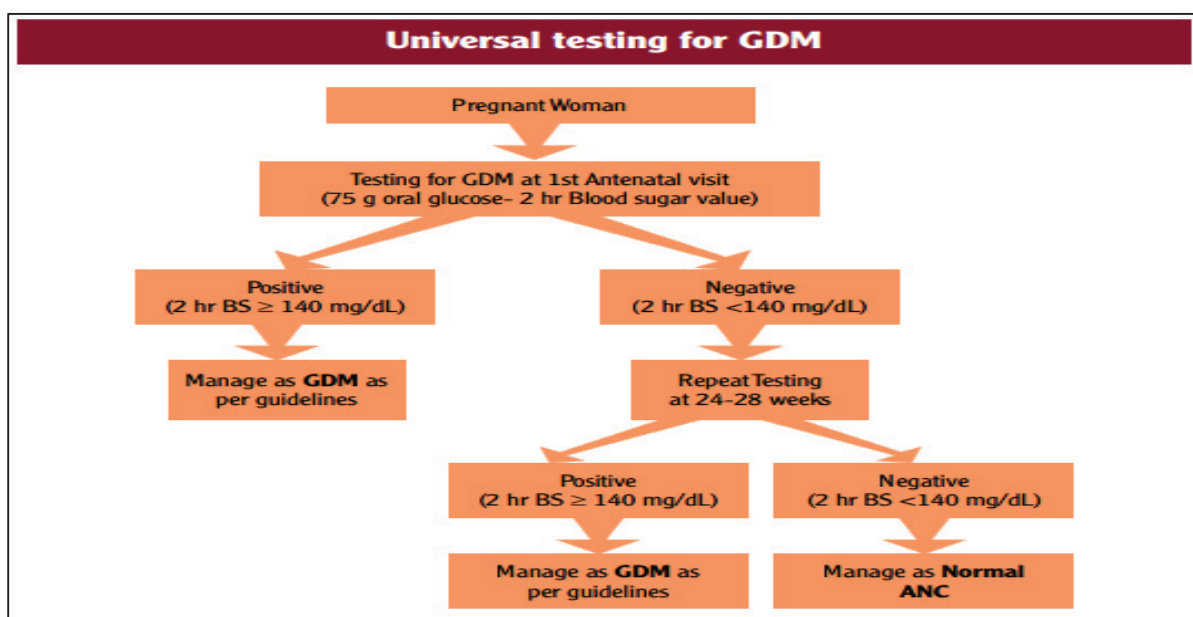 Universal testing for GDM
Pregnant Woman
Testing for GDM at 1st Antenatal visit
(75 g oral glucose- 2 hr Blood sugar value)
Positive
(2 hr BS ≥ 140 mg/dL)
Negative
(2 hr BS <140 mg/dL)
Manage as GDM as
per guidelines
Repeat Testing
at 24–28 weeks
Positive
(2 hr BS ≥ 140 mg/dL)
Negative
(2 hr BS <140 mg/dL)
Manage as GDM as
per guidelines
Manage as Normal
ANC